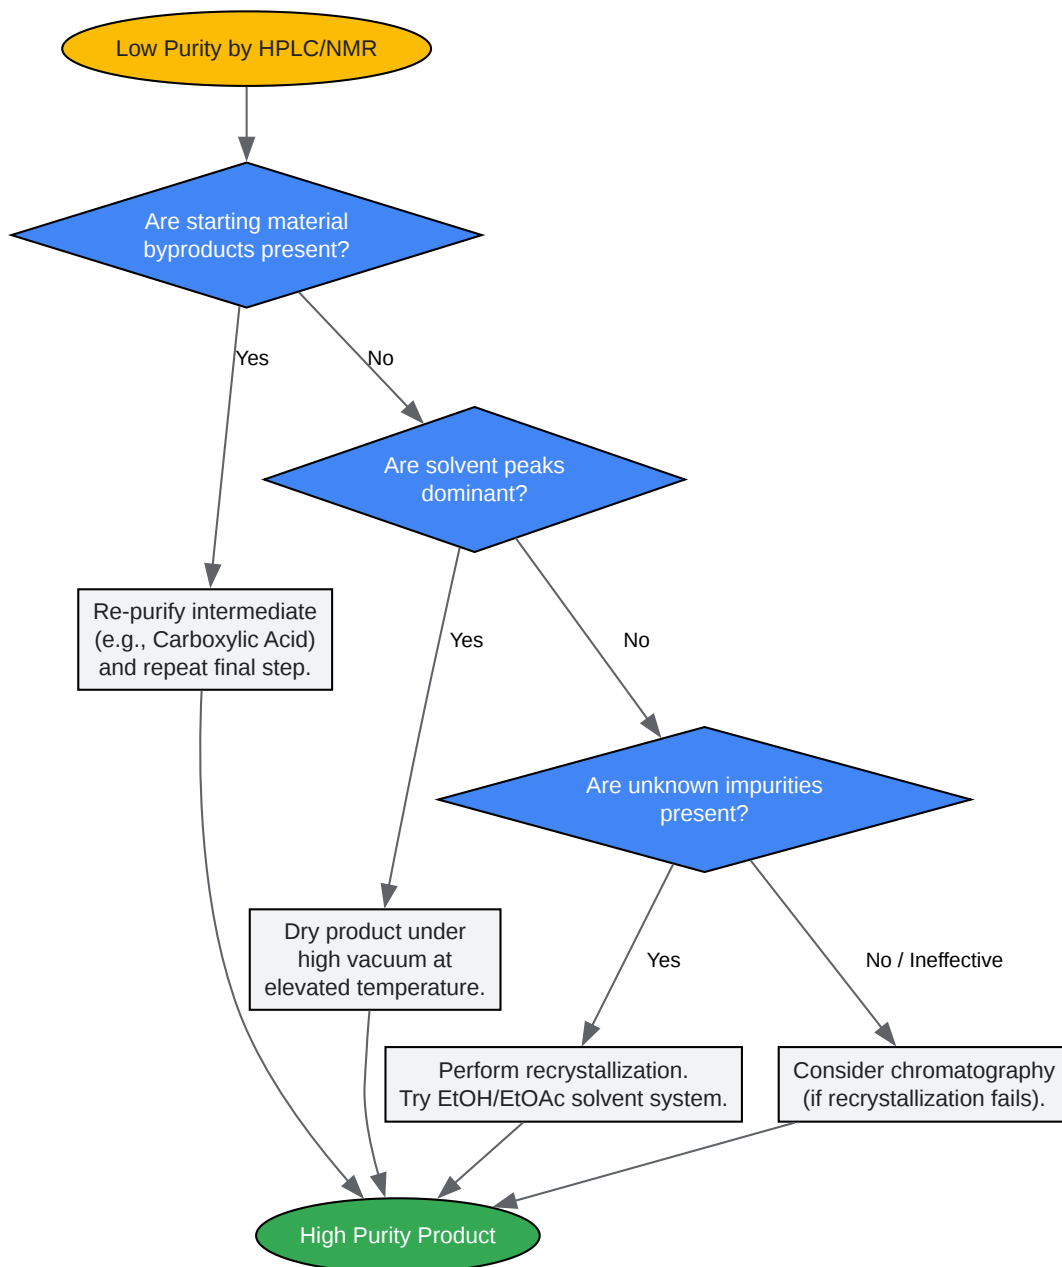 Low Purity by HPLC/NMR
Are starting material
byproducts present?
Yes
No
Are solvent peaks
dominant?
Re-purify intermediate
(e.g., Carboxylic Acid)
and repeat final step.
Yes
No
Are unknown impurities
present?
Dry product under
high vacuum at
elevated temperature.
Yes
No / Ineffective
Perform recrystallization.
Try EtOH/EtOAc solvent system.
Consider chromatography
(if recrystallization fails).
High Purity Product